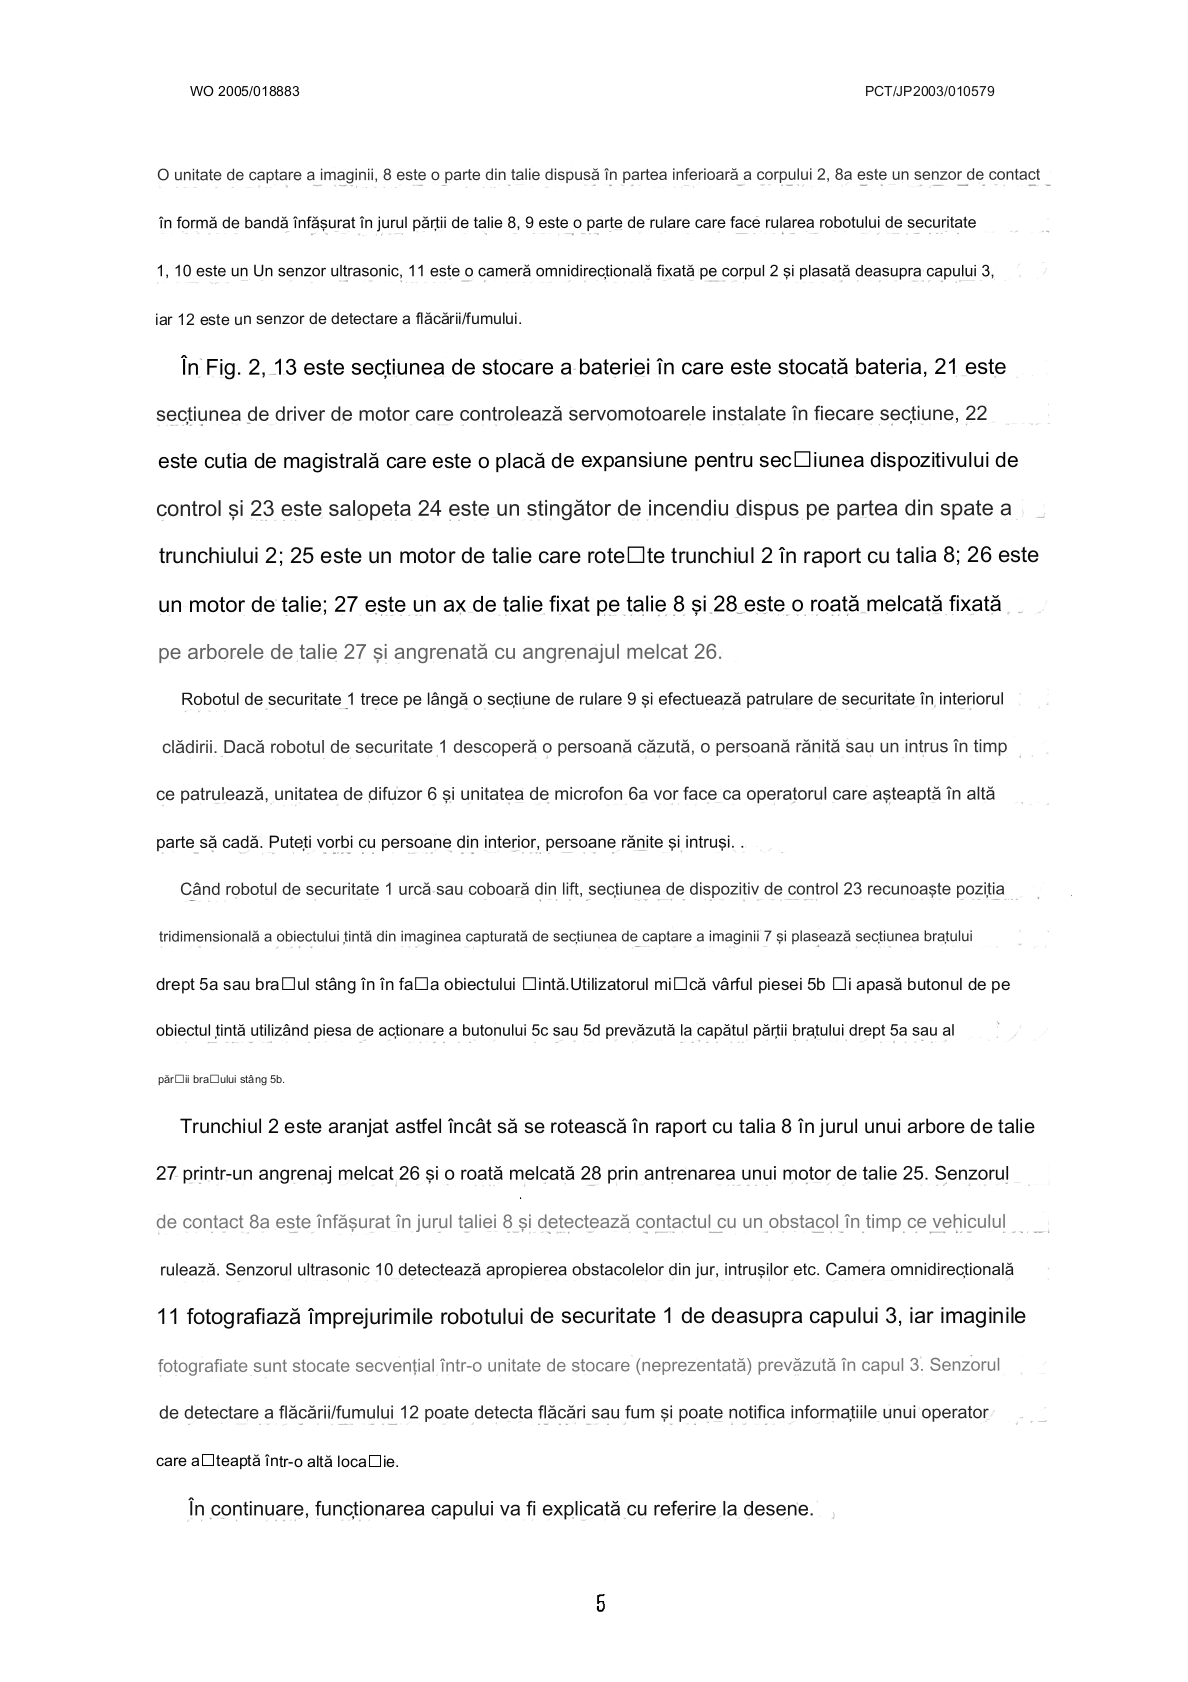 WO 2005/018883 PCT/JP2003/010579
O unitate de captare a imaginii, 8 este o parte din talie dispusă în partea inferioară a corpului 2, 8a este un senzor de contact
în formă de bandă înfășurat în jurul părții de talie 8, 9 este o parte de rulare care face rularea robotului de securitate
1, 10 este un Un senzor ultrasonic, 11 este o cameră omnidirecțională fixată pe corpul 2 și plasată deasupra capului 3,
iar 12 este un senzor de detectare a flăcării/fumului.
În Fig. 2, 13 este secțiunea de stocare a bateriei în care este stocată bateria, 21 este
secțiunea de driver de motor care controlează servomotoarele instalate în fiecare secțiune, 22
este cutia de magistrală care este o placă de expansiune pentru sec□iunea dispozitivului de
control și 23 este salopeta 24 este un stingător de incendiu dispus pe partea din spate a
trunchiului 2; 25 este un motor de talie care rote□te trunchiul 2 în raport cu talia 8; 26 este
un motor de talie; 27 este un ax de talie fixat pe talie 8 și 28 este o roată melcată fixată
pe arborele de talie 27 și angrenată cu angrenajul melcat 26.
Robotul de securitate 1 trece pe lângă o secțiune de rulare 9 și efectuează patrulare de securitate în interiorul
clădirii. Dacă robotul de securitate 1 descoperă o persoană căzută, o persoană rănită sau un intrus în timp
ce patrulează, unitatea de difuzor 6 și unitatea de microfon 6a vor face ca operatorul care așteaptă în altă
parte să cadă. Puteți vorbi cu persoane din interior, persoane rănite și intruși. .
Când robotul de securitate 1 urcă sau coboară din lift, secțiunea de dispozitiv de control 23 recunoaște poziția
tridimensională a obiectului țintă din imaginea capturată de secțiunea de captare a imaginii 7 și plasează secțiunea brațului
drept 5a sau bra□ul stâng în în fa□a obiectului □intă.Utilizatorul mi□că vârful piesei 5b □i apasă butonul de pe
obiectul țintă utilizând piesa de acționare a butonului 5c sau 5d prevăzută la capătul părții brațului drept 5a sau al
păr□ii bra□ului stâng 5b.
Trunchiul 2 este aranjat astfel încât să se rotească în raport cu talia 8 în jurul unui arbore de talie
27 printr-un angrenaj melcat 26 și o roată melcată 28 prin antrenarea unui motor de talie 25. Senzorul
de contact 8a este înfășurat în jurul taliei 8 și detectează contactul cu un obstacol în timp ce vehiculul
rulează. Senzorul ultrasonic 10 detectează apropierea obstacolelor din jur, intrușilor etc. Camera omnidirecțională
11 fotografiază împrejurimile robotului de securitate 1 de deasupra capului 3, iar imaginile
fotografiate sunt stocate secvențial într-o unitate de stocare (neprezentată) prevăzută în capul 3. Senzorul
de detectare a flăcării/fumului 12 poate detecta flăcări sau fum și poate notifica informațiile unui operator
care a□teaptă într-o altă loca□ie.
În continuare, funcționarea capului va fi explicată cu referire la desene.
5